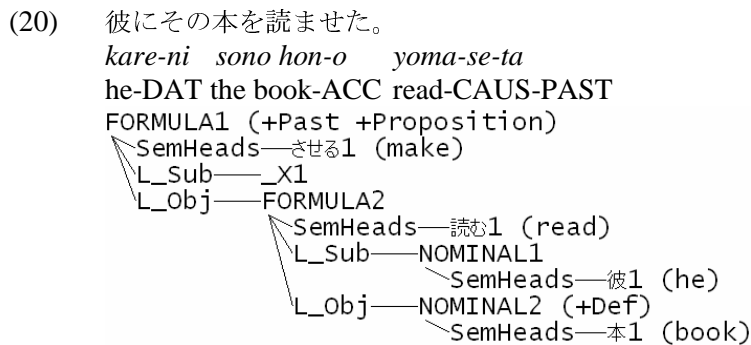 (20) 彼にその本を読ませた。
kare-ni sono hon-o yoma-se-ta
he-DAT the book-ACC read-CAUS-PAST
FORMULA1 (+Past +Proposition)
SemHeads—させる1 (make)
L_Sub—_X1
L_Obj—FORMULA2
SemHeads—読む1 (read)
L_Sub—NOMINAL1
SemHeads—彼1 (he)
L_Obj—NOMINAL2 (+Def)
SemHeads—本1 (book)